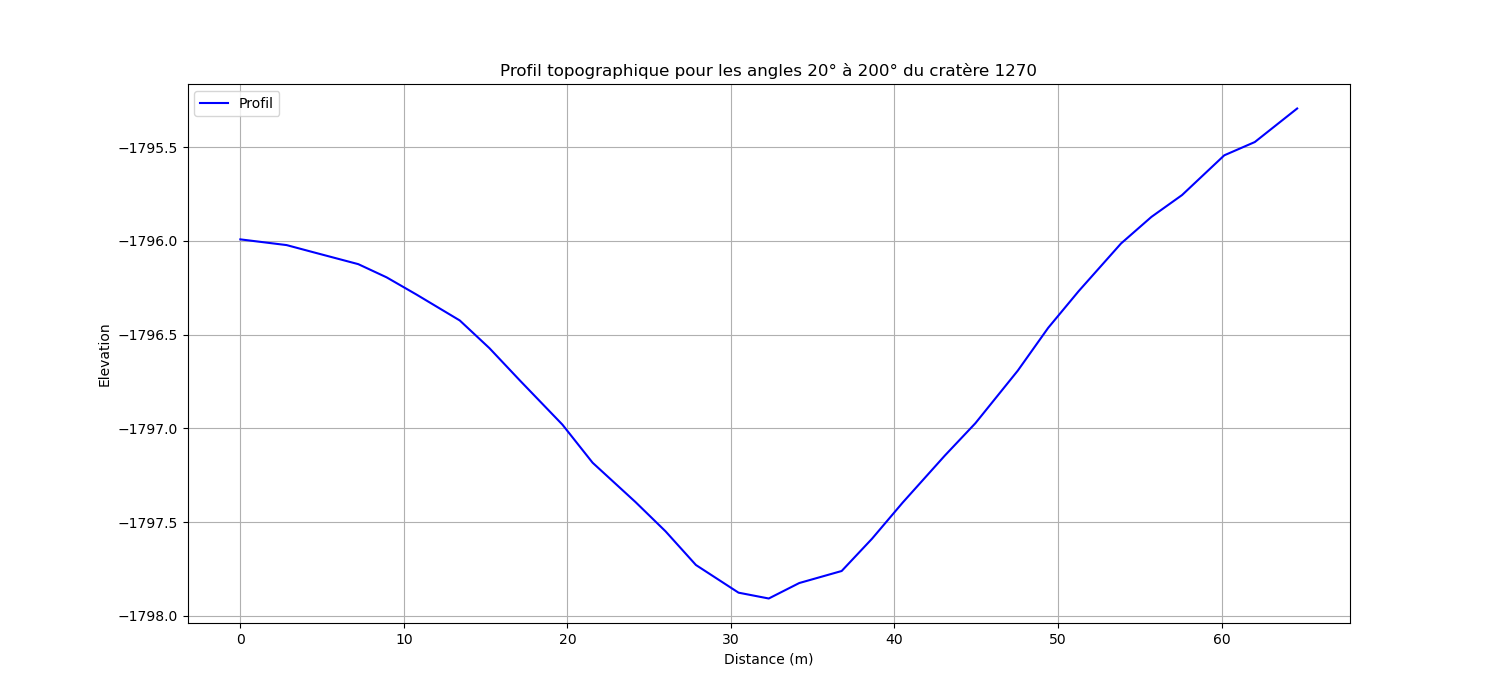 Profil topographique pour les angles 20° à 200° du cratère 1270
Profil
Elevation
−1795.5
−1796.0
−1796.5
−1797.0
−1797.5
−1798.0
0 10 20 30 40 50 60
Distance (m)